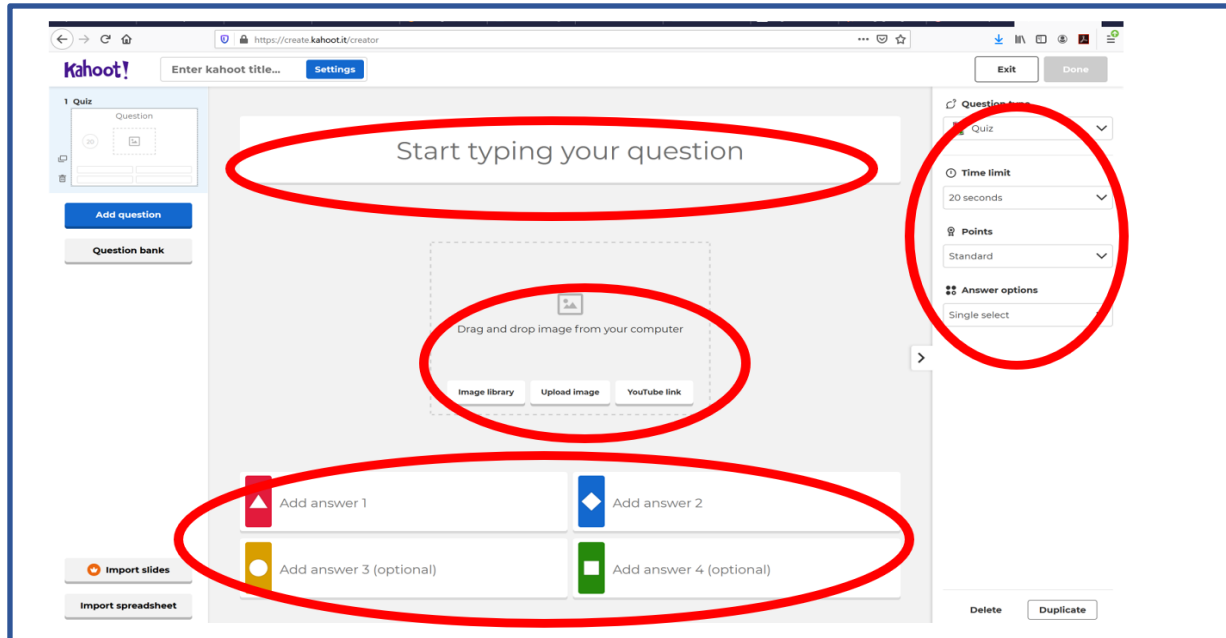 https://create.kahoot.it/creator
Kahoot!
Enter kahoot title...
Settings
Exit
Done
1 Quiz
Question
20
Add question
Question bank
Import slides
Import spreadsheet
Start typing your question
Drag and drop image from your computer
Image library
Upload image
YouTube link
Add answer 1
Add answer 2
Add answer 3 (optional)
Add answer 4 (optional)
Question type
Quiz
Time limit
20 seconds
Points
Standard
Answer options
Single select
Delete
Duplicate